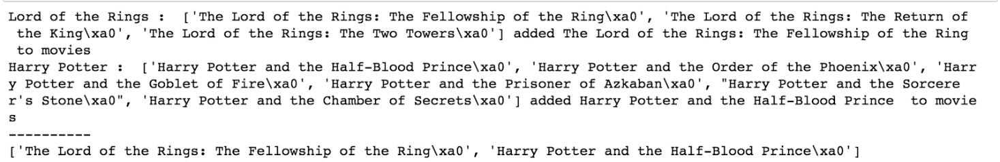 Lord of the Rings :  ['The Lord of the Rings: The Fellowship of the Ring\xa0', 'The Lord of the Rings: The Return of
 the King\xa0', 'The Lord of the Rings: The Two Towers\xa0'] added The Lord of the Rings: The Fellowship of the Ring
 to movies
Harry Potter :  ['Harry Potter and the Half-Blood Prince\xa0', 'Harry Potter and the Order of the Phoenix\xa0', 'Harr
y Potter and the Goblet of Fire\xa0', 'Harry Potter and the Prisoner of Azkaban\xa0', "Harry Potter and the Sorcere
r's Stone\xa0", 'Harry Potter and the Chamber of Secrets\xa0'] added Harry Potter and the Half-Blood Prince  to movie
s
----------
['The Lord of the Rings: The Fellowship of the Ring\xa0', 'Harry Potter and the Half-Blood Prince\xa0']